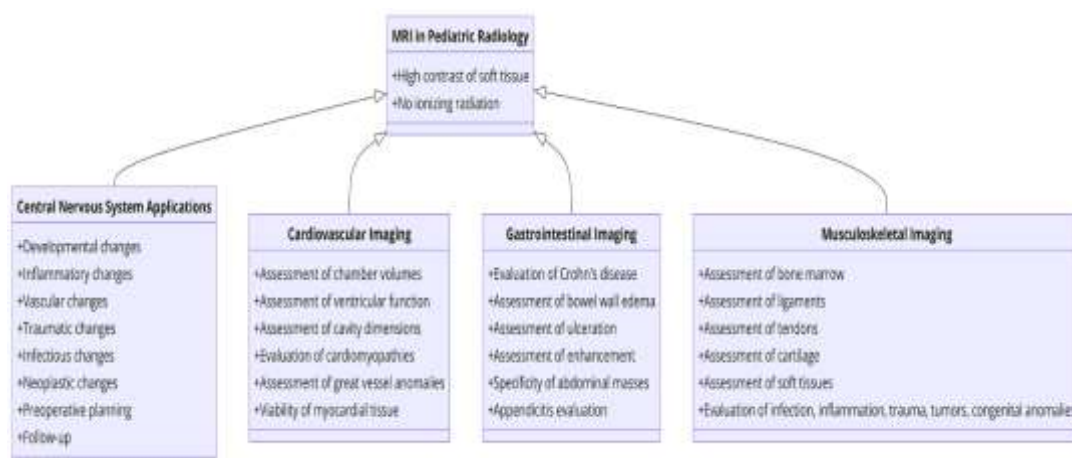 MRI in Pediatric Radiology
+High contrast of soft tissue
+No ionizing radiation
Central Nervous System Applications
+Developmental changes
+Inflammatory changes
+Vascular changes
+Traumatic changes
+Infectious changes
+Neoplastic changes
+Preoperative planning
+Follow-up
Cardiovascular Imaging
+Assessment of chamber volumes
+Assessment of ventricular function
+Assessment of cavity dimensions
+Evaluation of cardiomyopathies
+Assessment of great vessel anomalies
+Viability of myocardial tissue
Gastrointestinal Imaging
+Evaluation of Crohn's disease
+Assessment of bowel wall edema
+Assessment of ulceration
+Assessment of enhancement
+Specificity of abdominal masses
+Appendicitis evaluation
Musculoskeletal Imaging
+Assessment of bone marrow
+Assessment of ligaments
+Assessment of tendons
+Assessment of cartilage
+Assessment of soft tissues
+Evaluation of infection, inflammation, trauma, tumors, congenital anomalies